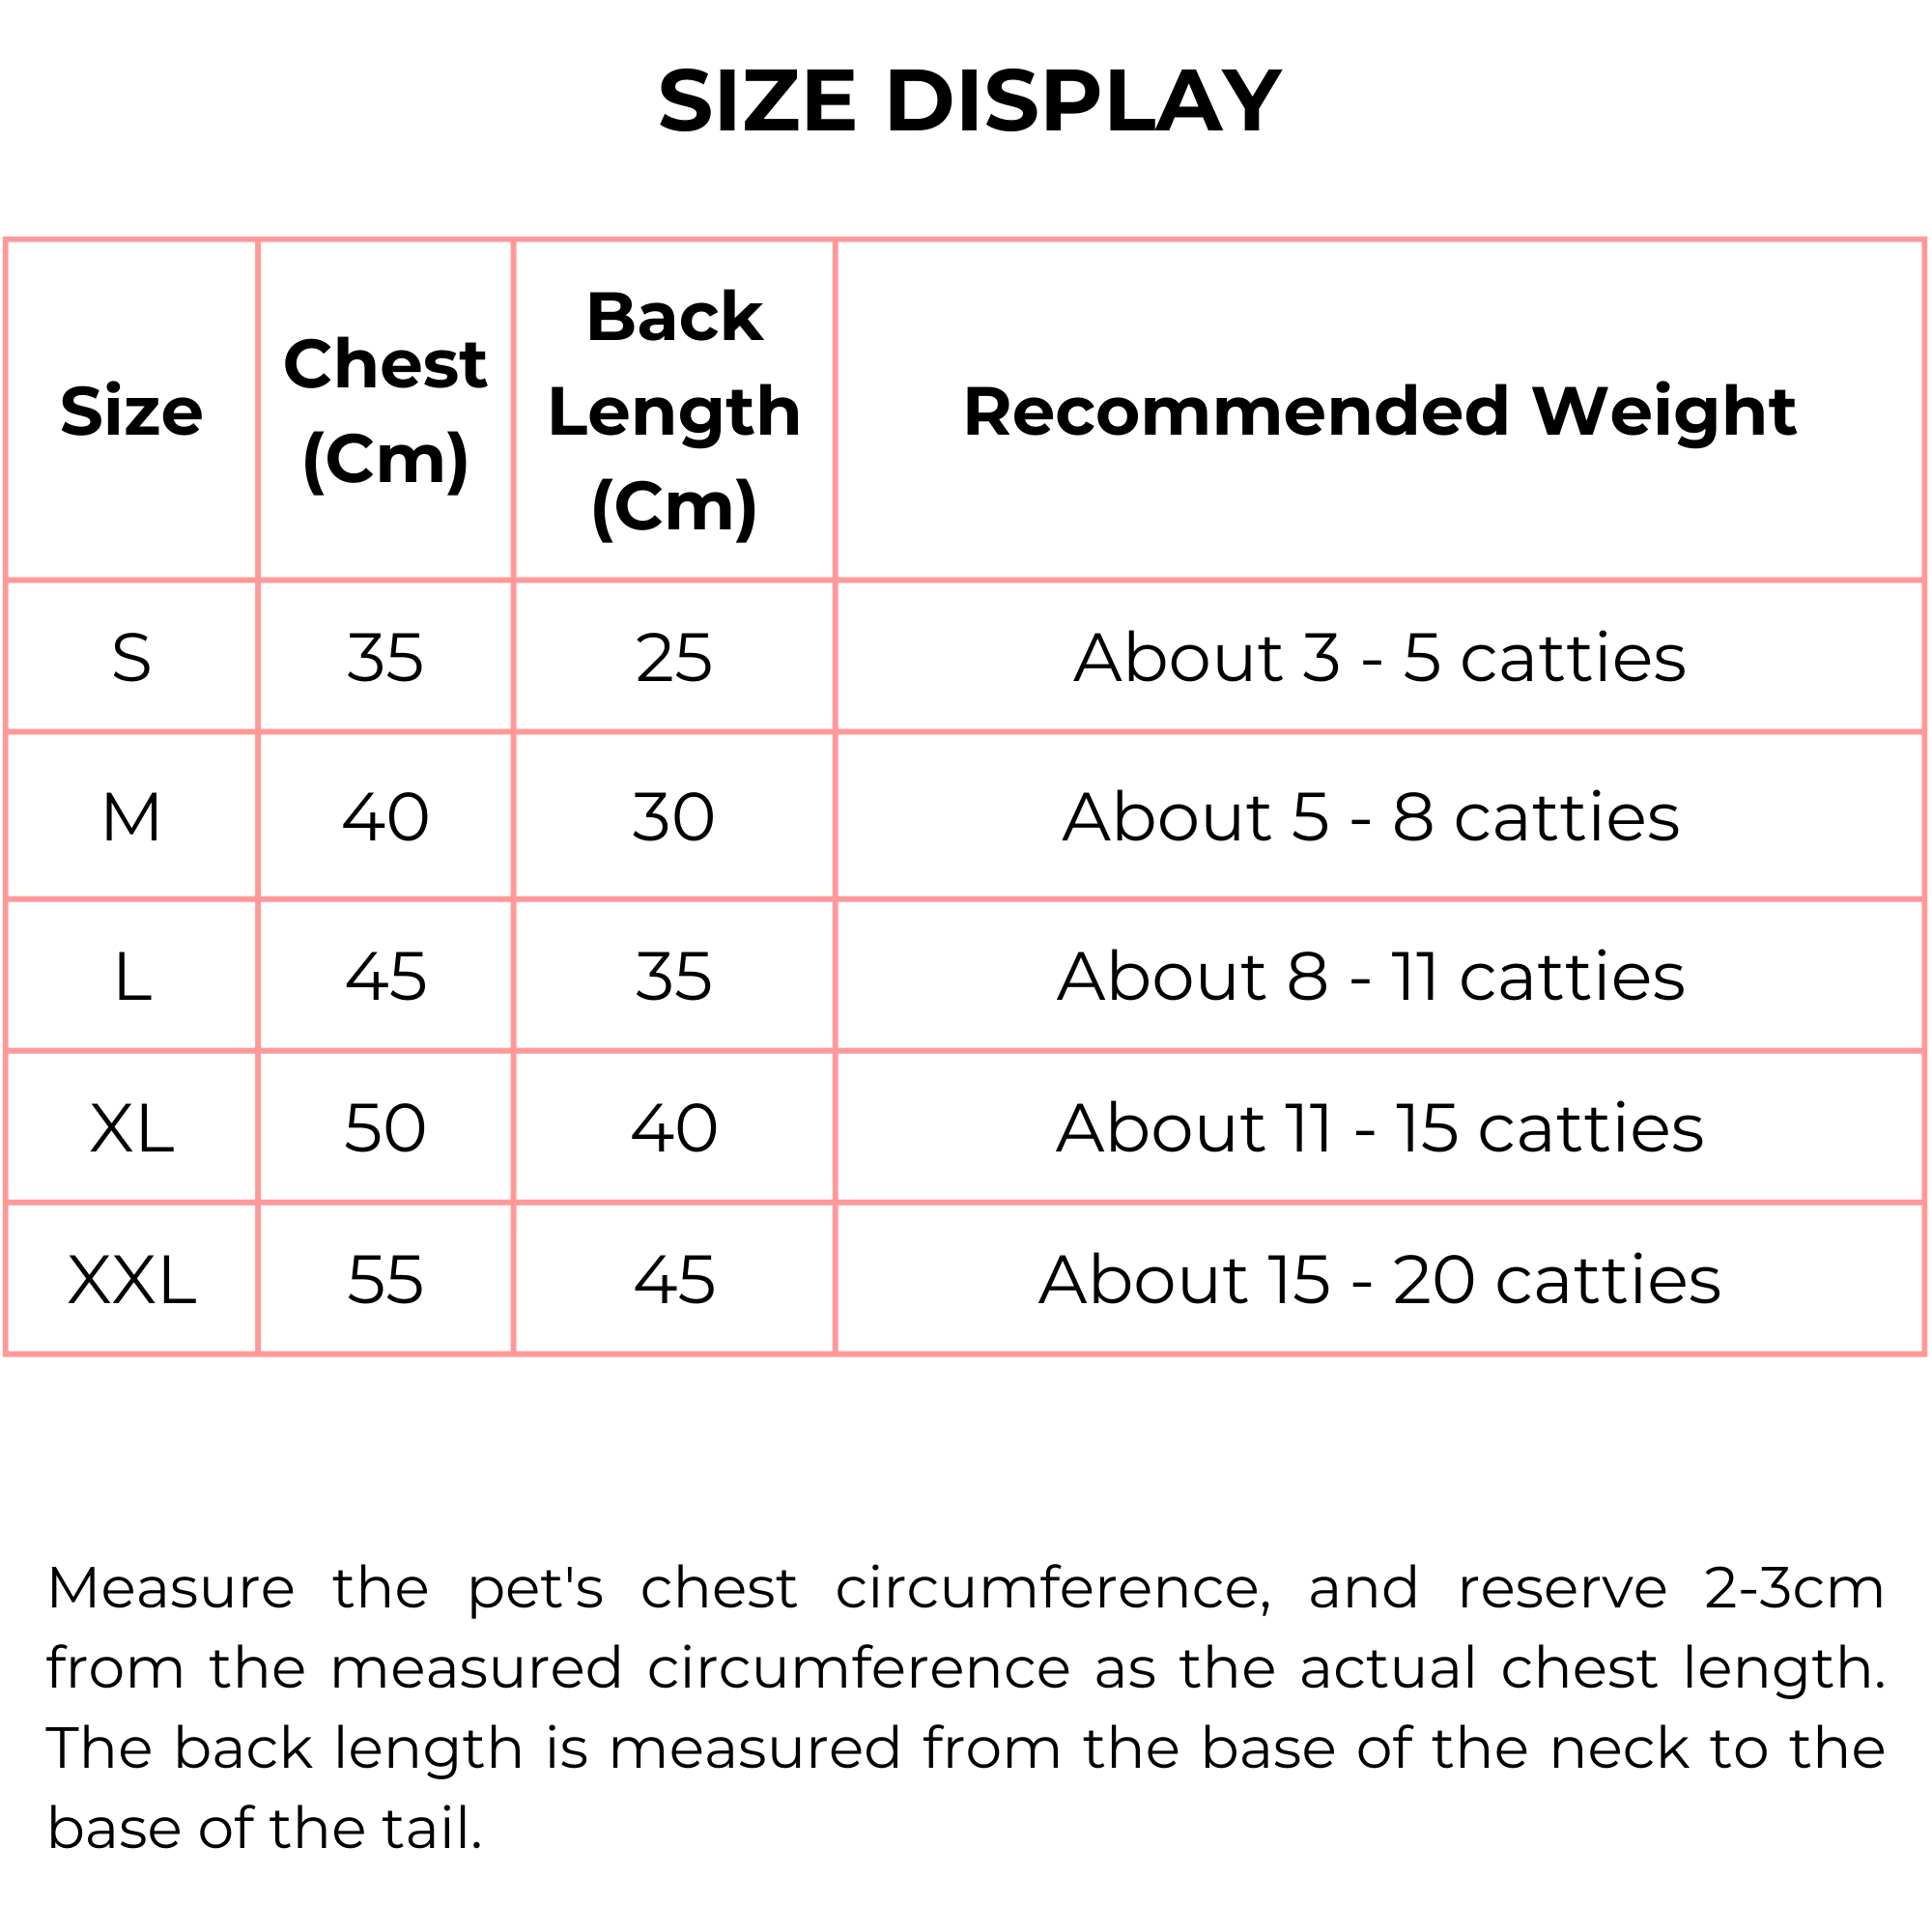 SIZE DISPLAY
Size Chest (Cm) Back Length (Cm) Recommended Weight
S 35 25 About 3 - 5 catties
M 40 30 About 5 - 8 catties
L 45 35 About 8 - 11 catties
XL 50 40 About 11 - 15 catties
XXL 55 45 About 15 - 20 catties
Measure the pet's chest circumference, and reserve 2-3cm
from the measured circumference as the actual chest length.
The back length is measured from the base of the neck to the
base of the tail.